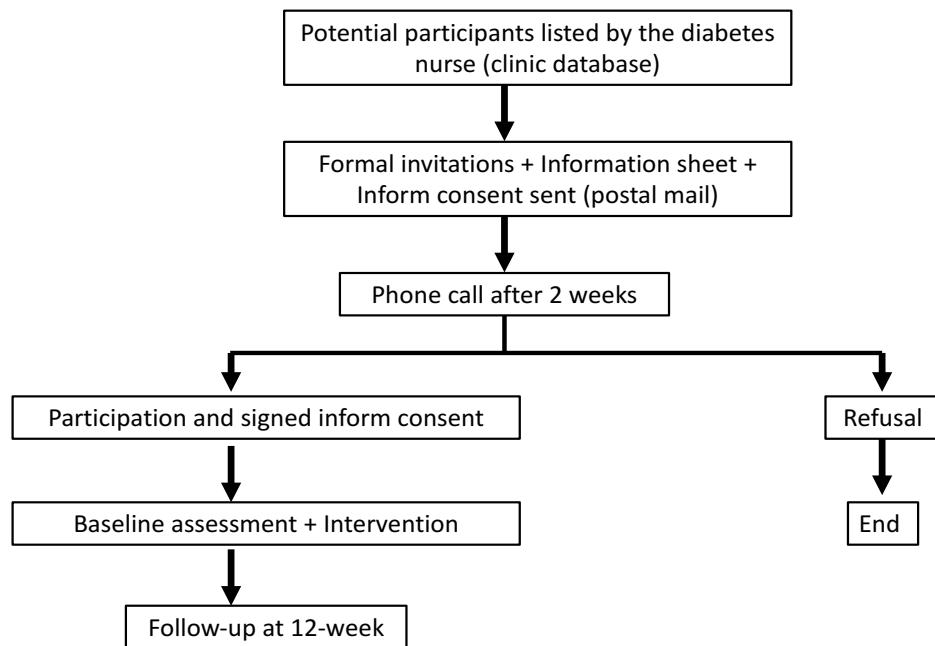 Potential participants listed by the diabetes
nurse (clinic database)
Formal invitations + Information sheet +
Inform consent sent (postal mail)
Phone call after 2 weeks
Participation and signed inform consent
Refusal
Baseline assessment + Intervention
End
Follow-up at 12-week